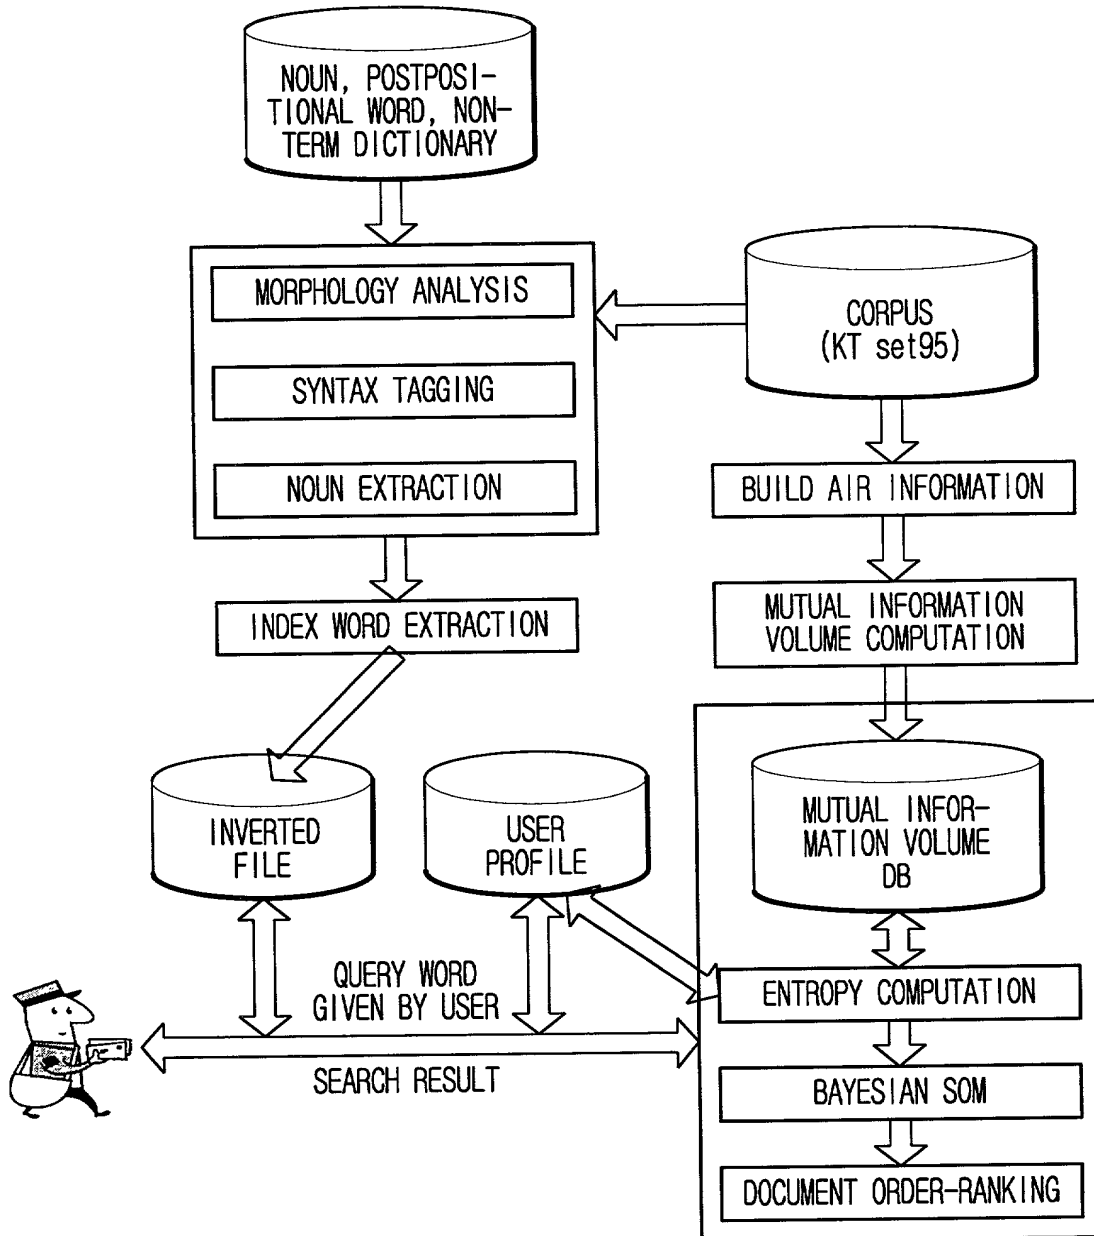 NOUN, POSTPOSI-
TIONAL WORD, NON-
TERM DICTIONARY
MORPHOLOGY ANALYSIS
SYNTAX TAGGING
NOUN EXTRACTION
INDEX WORD EXTRACTION
CORPUS
(KT set95)
BUILD AIR INFORMATION
MUTUAL INFORMATION
VOLUME COMPUTATION
INVERTED
FILE
USER
PROFILE
MUTUAL INFOR-
MATION VOLUME
DB
QUERY WORD
GIVEN BY USER
SEARCH RESULT
ENTROPY COMPUTATION
BAYESIAN SOM
DOCUMENT ORDER-RANKING